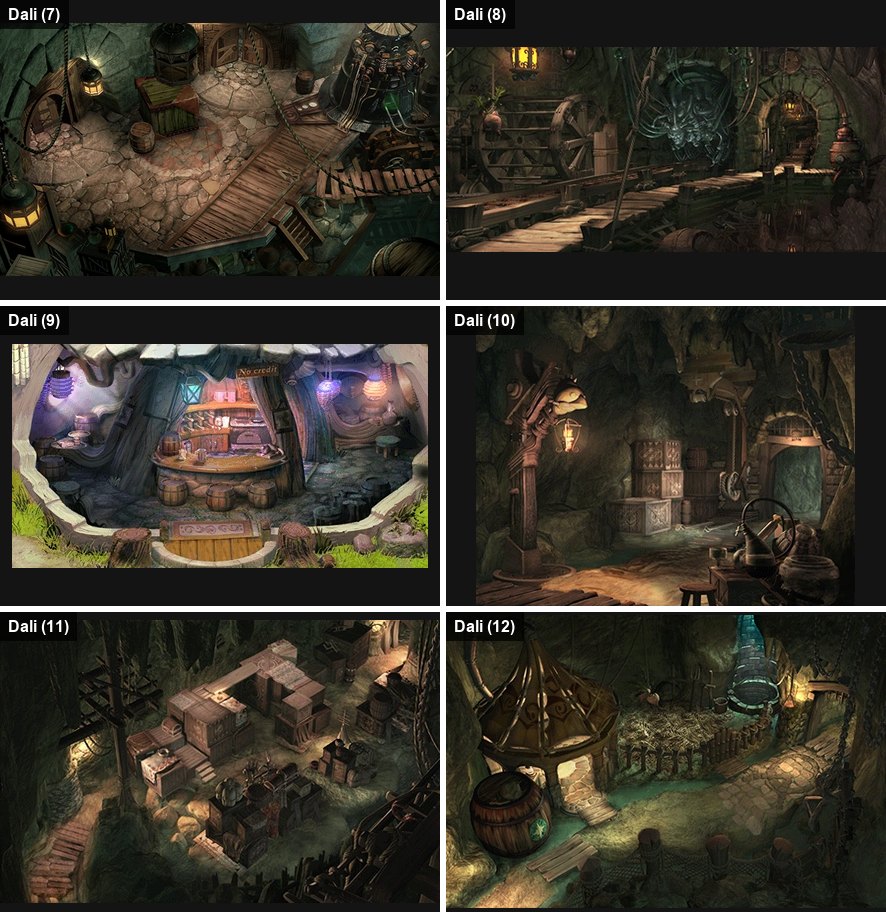 Dali (7)
Dali (8)
Dali (9)
No credit
Dali (10)
Dali (11)
Dali (12)